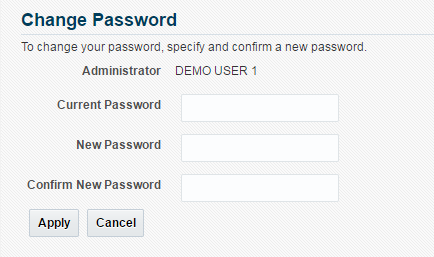 Change Password
To change your password, specify and confirm a new password.
Administrator DEMO USER 1
Current Password
New Password
Confirm New Password
Apply Cancel